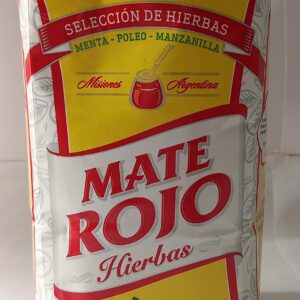 SELECCIÓN DE HIERBAS
MENTA - POLEO - MANZANILLA
Misiones Argentina
MATE
ROJO
Hierbas